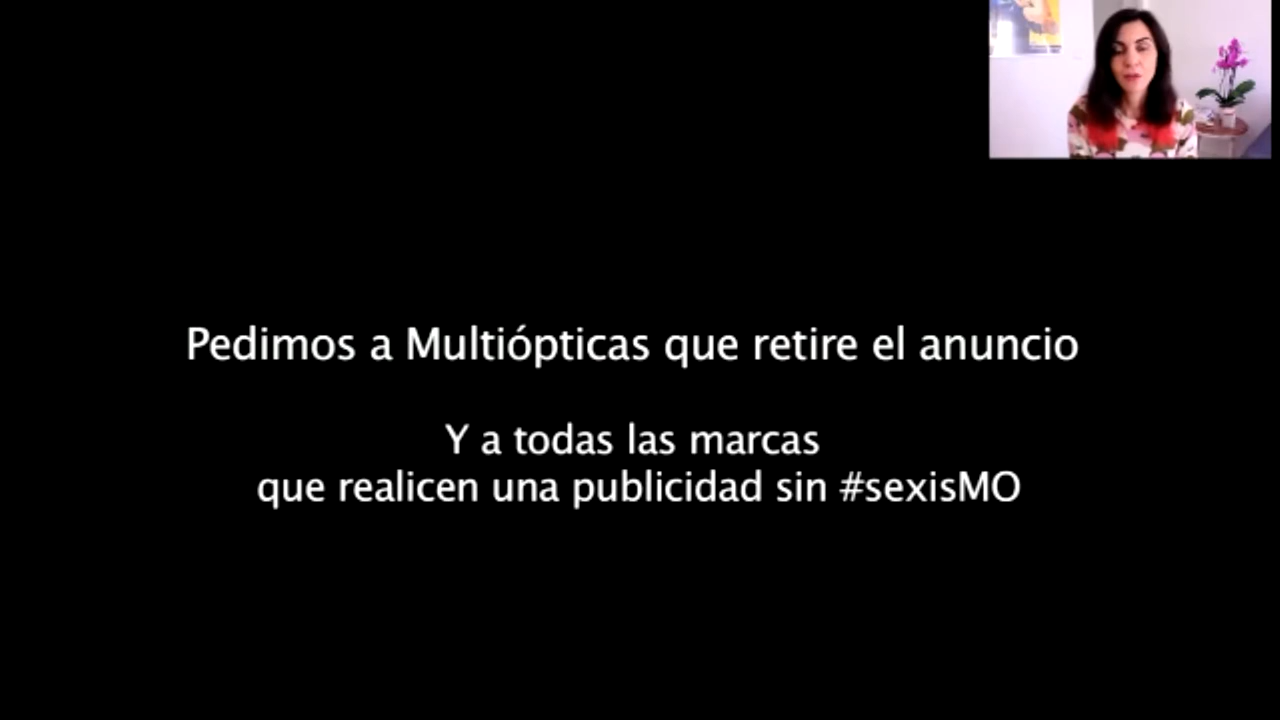 Pedimos a Multiópticas que retire el anuncio
Y a todas las marcas
que realicen una publicidad sin #sexisMO